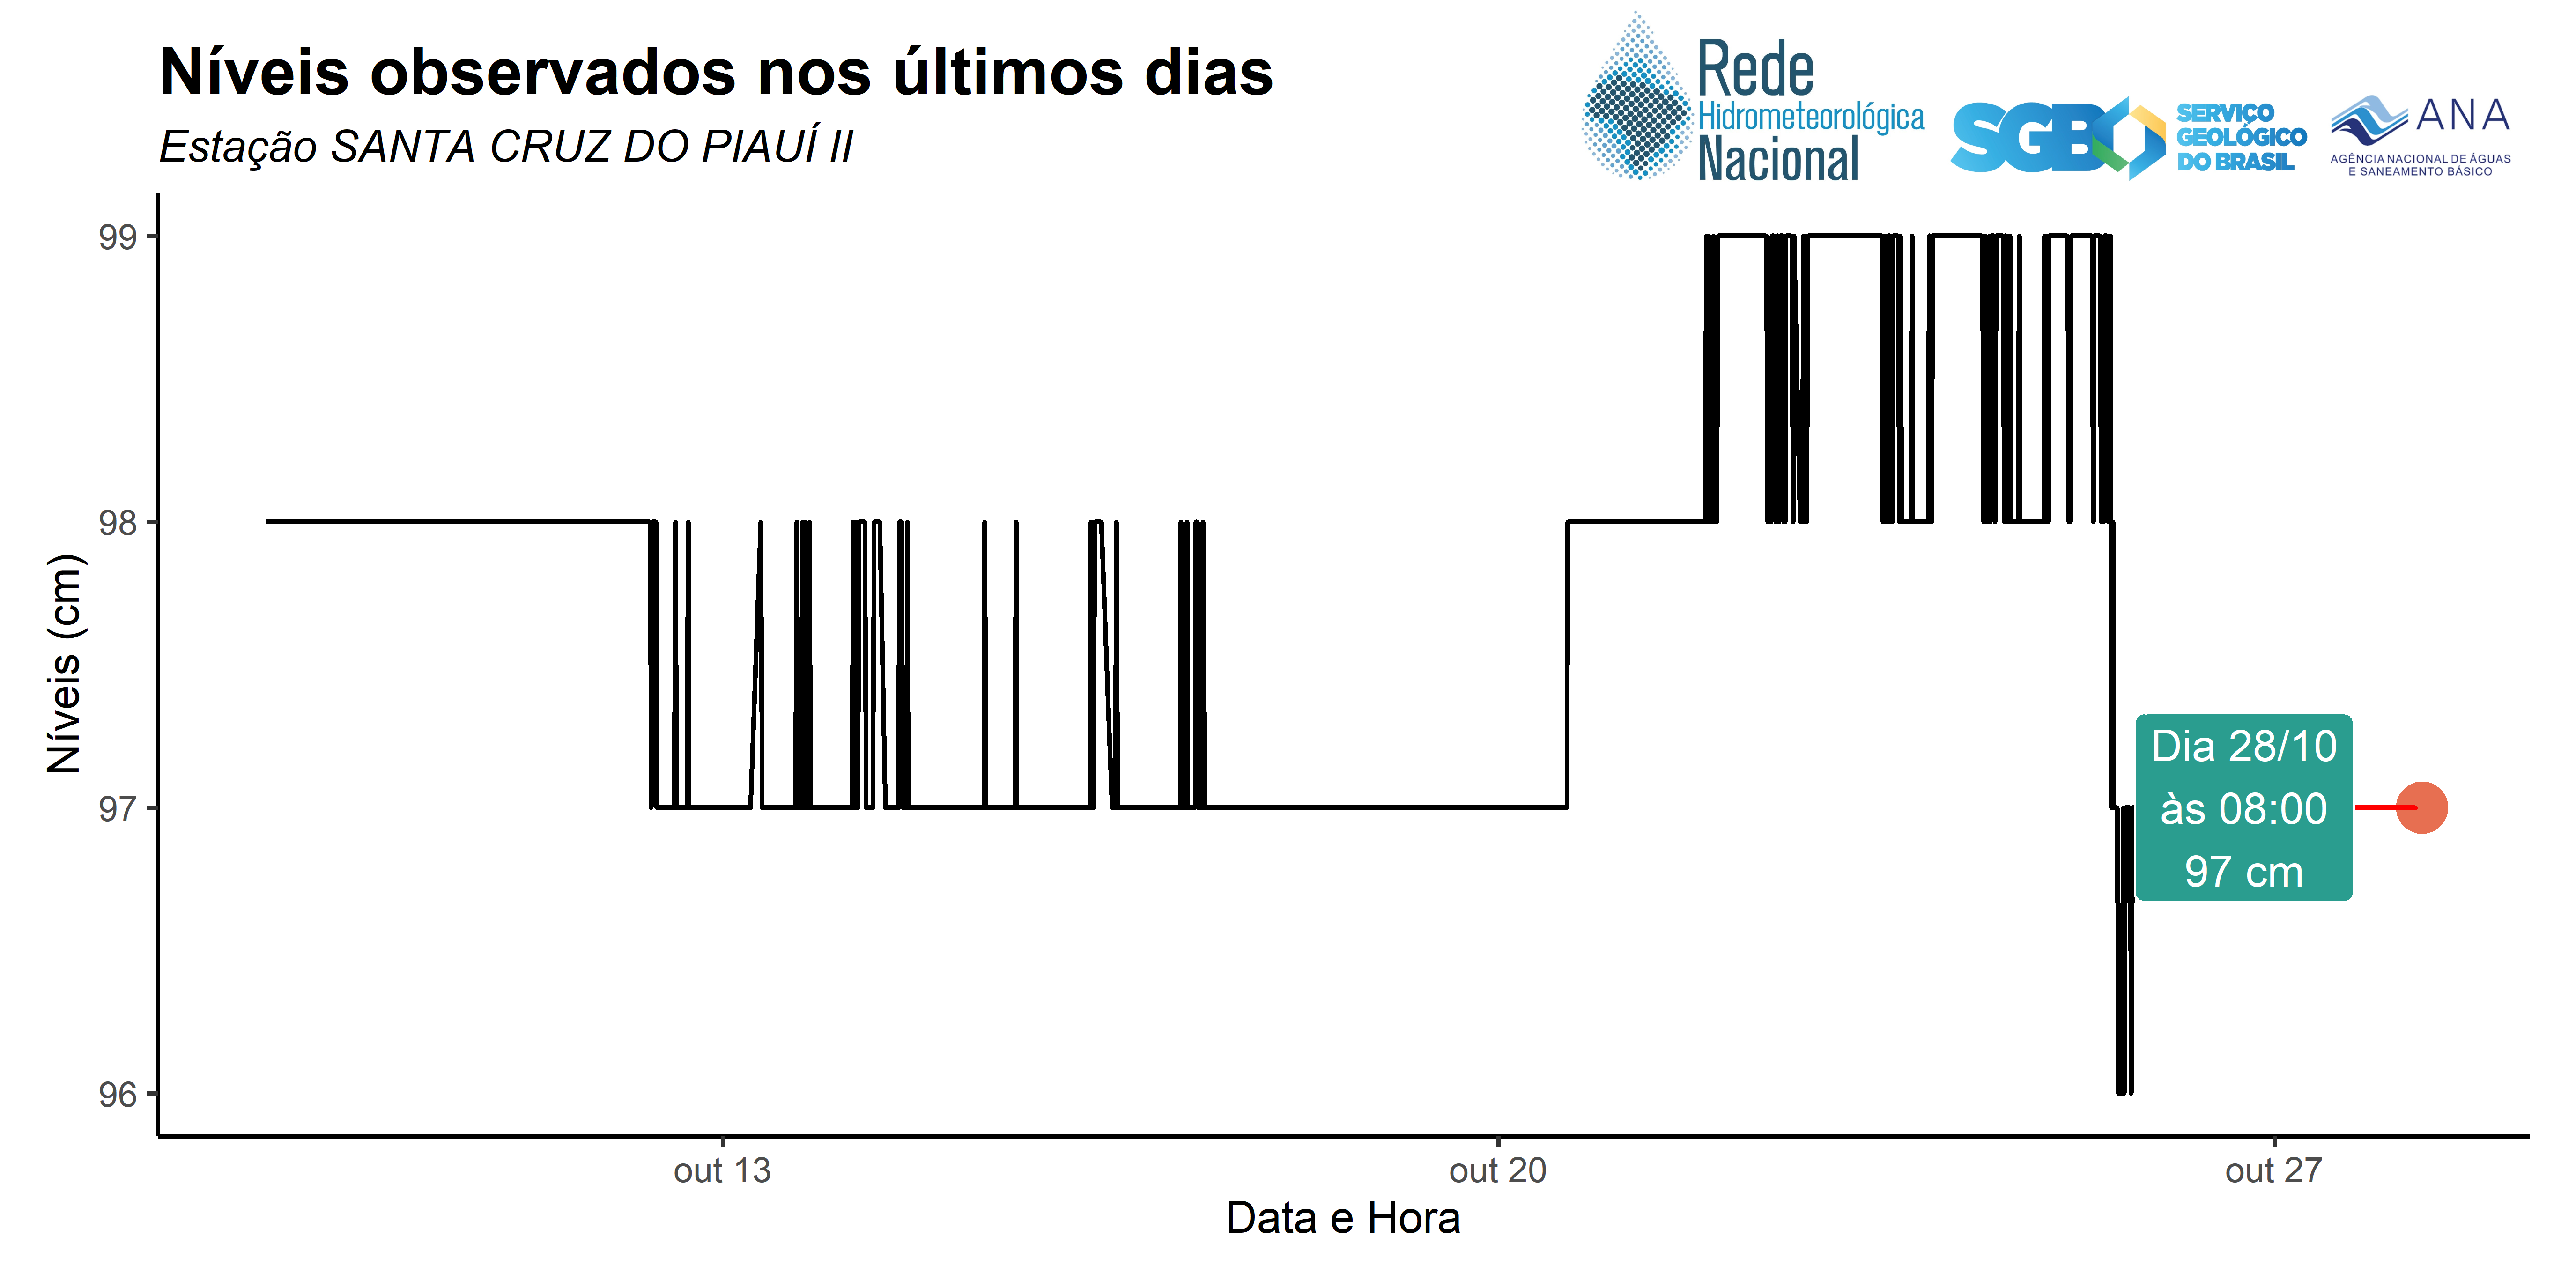 Níveis observados nos últimos dias
Estação SANTA CRUZ DO PIAUÍ II
Rede
Hidrometeorológica
Nacional
SGB
SERVIÇO
GEOLÓGICO
DO BRASIL
ANA
AGÊNCIA NACIONAL DE ÁGUAS
E SANEAMENTO BÁSICO
Níveis (cm)
99
98
97
96
Dia 28/10
às 08:00
97 cm
out 13
out 20
out 27
Data e Hora